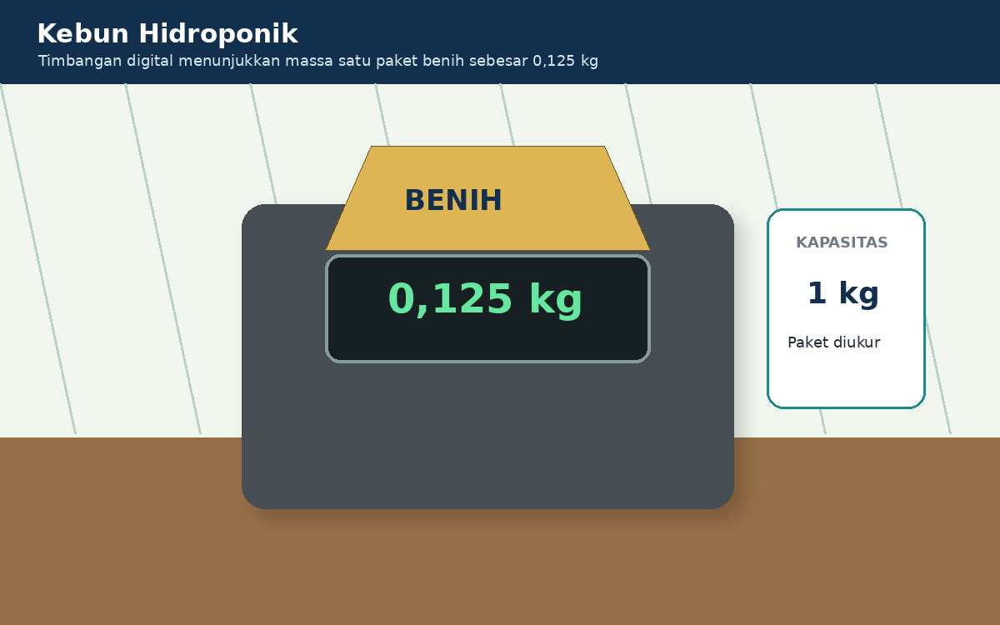 Kebun Hidroponik
Timbangan digital menunjukkan massa satu paket benih sebesar 0,125 kg
BENIH
0,125 kg
KAPASITAS
1 kg
Paket diukur